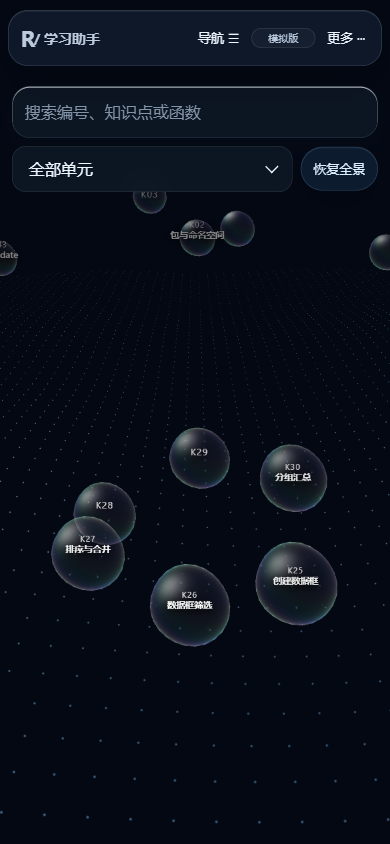 R/ 学习助手
导航 ☰
模拟版
更多 ···
搜索编号、知识点或函数
全部单元
恢复全景
K03
K02
包与命名空间
date
K29
K30
分组汇总
K28
K27
排序与合并
K25
创建数据框
K26
数据框筛选